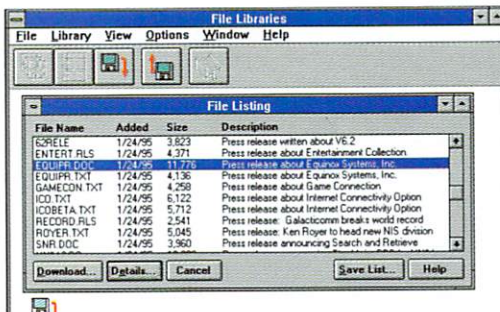 File Libraries
File Library View Options Window Help
File Listing
File Name Added Size Description
62RELE 1/24/95 3,823 Press release written about V6.2
ENTERT.RLS 1/24/95 4,371 Press release about Entertainment Collection
EQUIPR.DOC 1/24/95 11,776 Press release about Equinox Systems, Inc.
EQUIPR.TXT 1/24/95 4,136 Press release about Equinox Systems, Inc.
GAMECON.TXT 1/24/95 4,258 Press release about Game Connection
ICO.TXT 1/24/95 6,122 Press release about Internet Connectivity Option
ICOBETA.TXT 1/24/95 5,712 Press release about Internet Connectivity Option
RECORD.RLS 1/24/95 2,541 Press release: Galacticomm breaks world record
ROYER.TXT 1/24/95 5,045 Press release: Ken Royer to head new NIS division
SNR.DOC 1/24/95 3,960 Press release announcing Search and Retrieve
Download... Details... Cancel Save List... Help